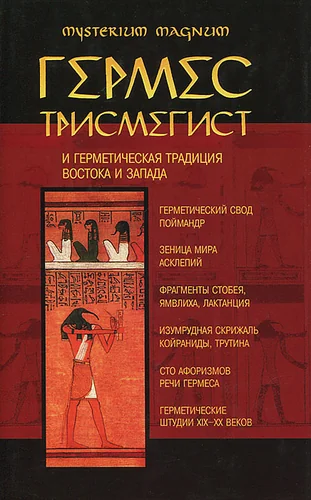 MYSTERIUM MAGNUM
ГЕРМЕС
ТРИСМЕГИСТ
И ГЕРМЕТИЧЕСКАЯ ТРАДИЦИЯ
ВОСТОКА И ЗАПАДА
ГЕРМЕТИЧЕСКИЙ СВОД
ПОЙМАНДР
ЗЕНИЦА МИРА
АСКЛЕПИЙ
ФРАГМЕНТЫ СТОБЕЯ,
ЯМВЛИХА, ЛАКТАНЦИЯ
ИЗУМРУДНАЯ СКРИЖАЛЬ
КОЙРАНИДЫ, ТРУТИНА
СТО АФОРИЗМОВ
РЕЧИ ГЕРМЕСА
ГЕРМЕТИЧЕСКИЕ
ШТУДИИ XIX–XX ВЕКОВ